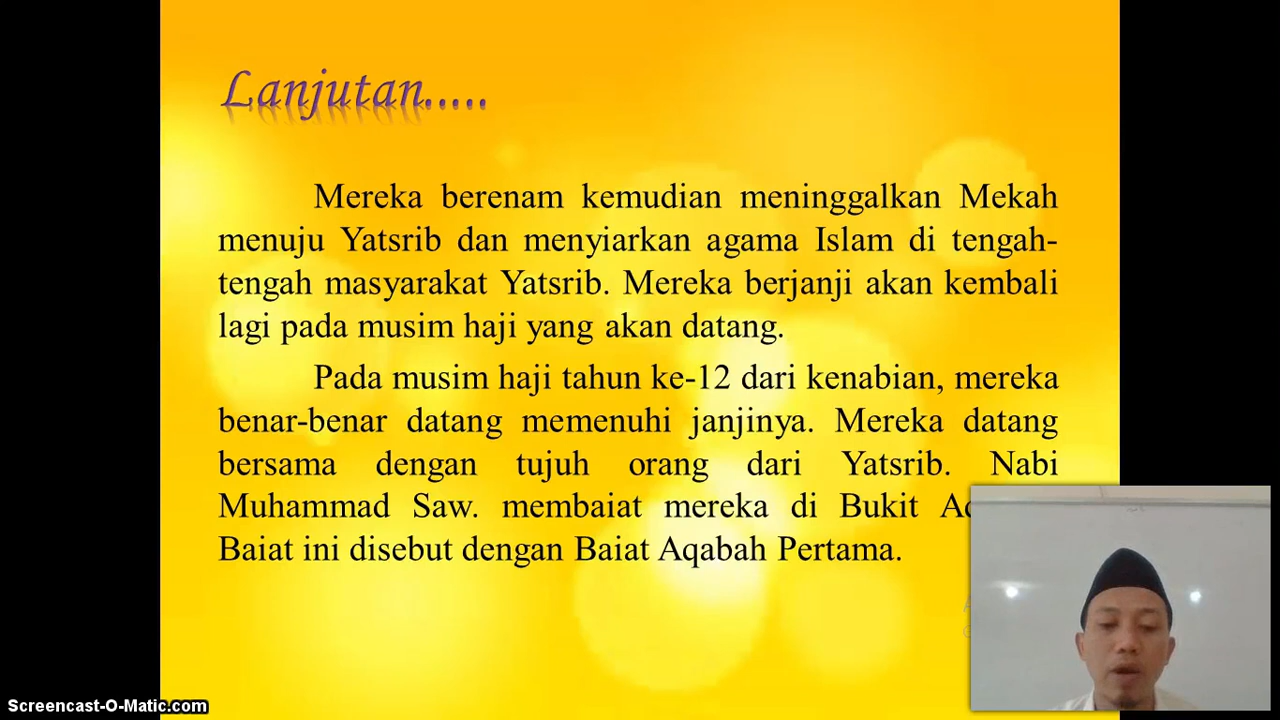 Lanjutan.....
Mereka berenam kemudian meninggalkan Mekah
menuju Yatsrib dan menyiarkan agama Islam di tengah-
tengah masyarakat Yatsrib. Mereka berjanji akan kembali
lagi pada musim haji yang akan datang.
Pada musim haji tahun ke-12 dari kenabian, mereka
benar-benar datang memenuhi janjinya. Mereka datang
bersama dengan tujuh orang dari Yatsrib. Nabi
Muhammad Saw. membaiat mereka di Bukit
Baiat ini disebut dengan Baiat Aqabah Pertama.
Screencast-O-Matic.com